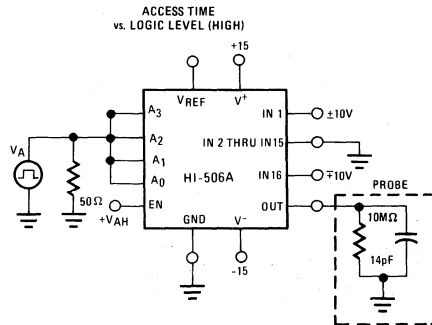 ACCESS TIME
vs. LOGIC LEVEL (HIGH)
+15
VREF
V+
A3
A2
A1
A0
EN
VA
50Ω
+VAH
HI-506A
IN 1
±10V
IN 2 THRU IN15
IN16
∓10V
OUT
GND
V-
-15
PROBE
10MΩ
14pF